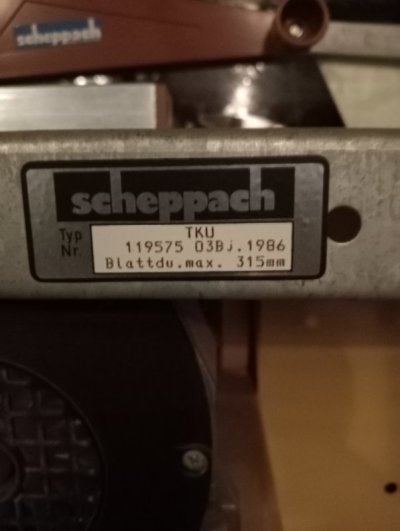 scheppach
scheppach
Typ TKU
Nr. 119575 03Bj.1986
Blattdu.max. 315mm